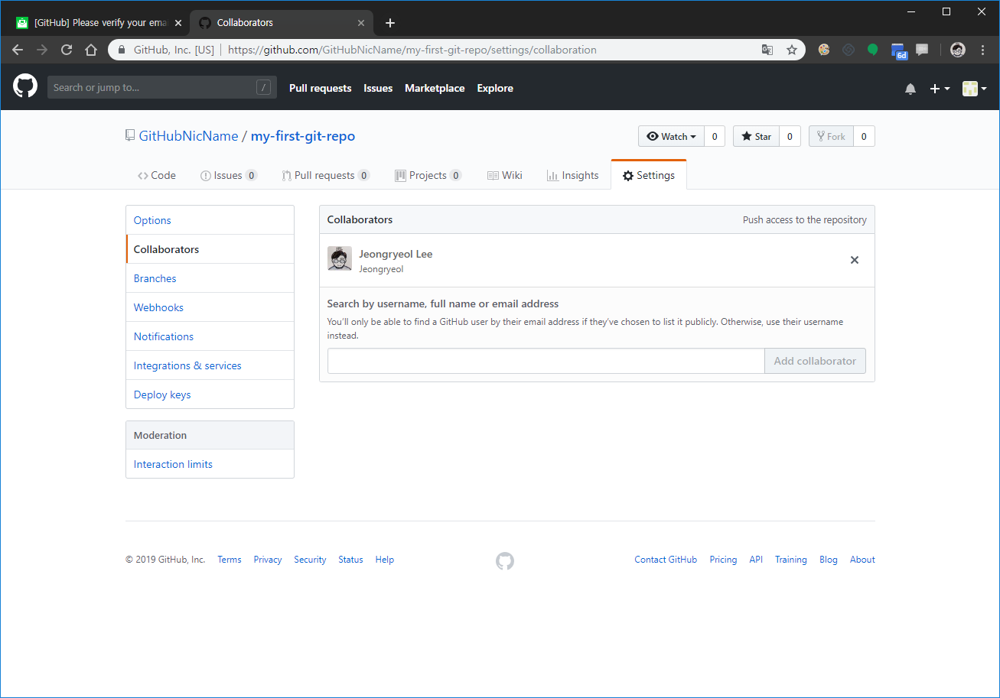 [GitHub] Please verify your ema
Collaborators
GitHub, Inc. [US] | https://github.com/GitHubNicName/my-first-git-repo/settings/collaboration
6d
Search or jump to... / Pull requests Issues Marketplace Explore
GitHubNicName / my-first-git-repo
Watch 0 Star 0 Fork 0
Code Issues 0 Pull requests 0 Projects 0 Wiki Insights Settings
Options
Collaborators
Branches
Webhooks
Notifications
Integrations & services
Deploy keys
Moderation
Interaction limits
Collaborators Push access to the repository
Jeongryeol Lee
Jeongryeol
Search by username, full name or email address
You'll only be able to find a GitHub user by their email address if they've chosen to list it publicly. Otherwise, use their username
instead.
Add collaborator
© 2019 GitHub, Inc. Terms Privacy Security Status Help Contact GitHub Pricing API Training Blog About